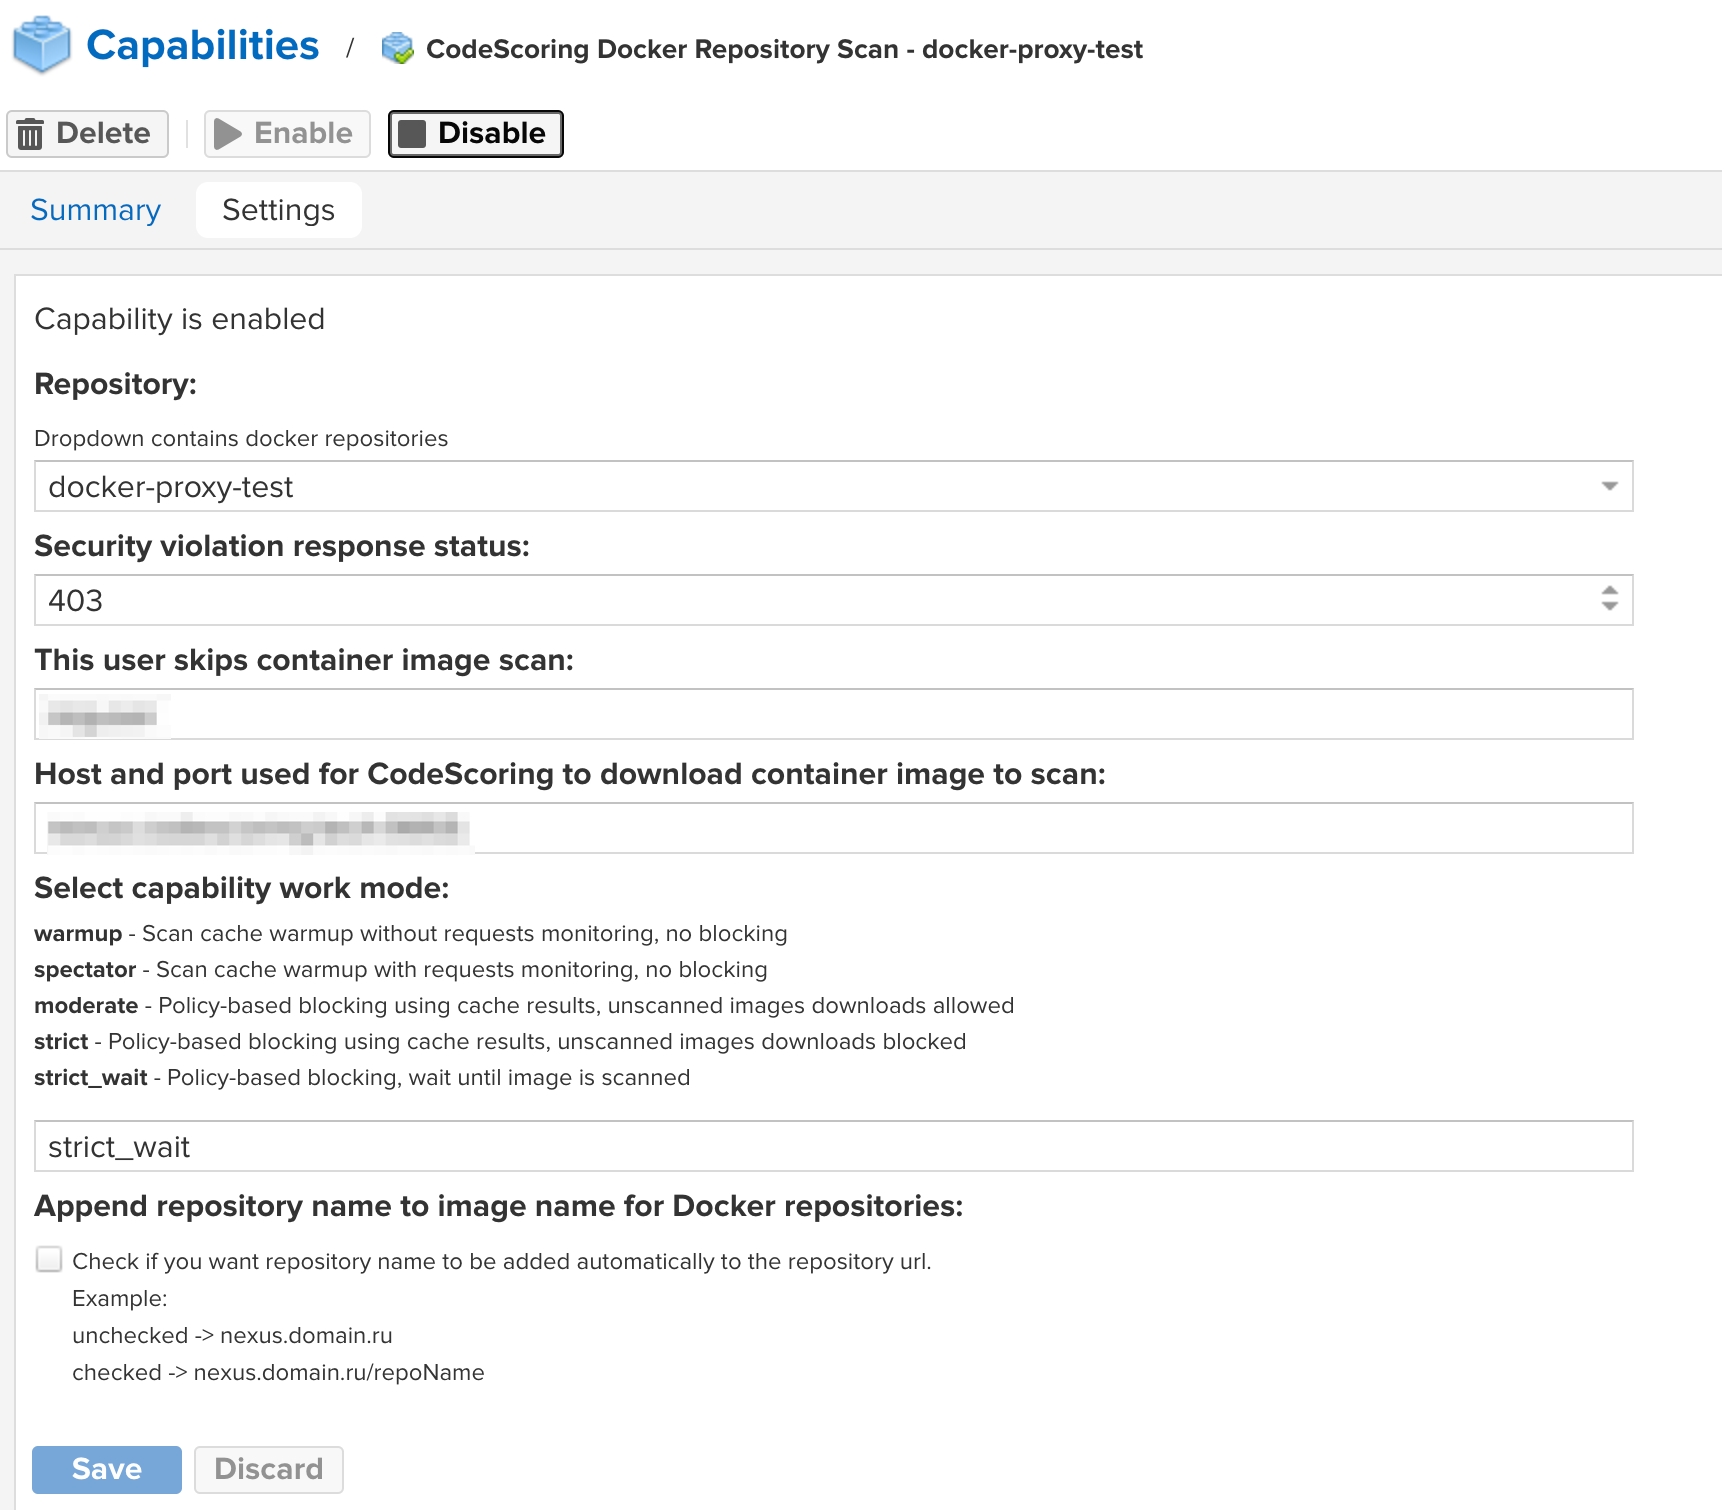 Capabilities / CodeScoring Docker Repository Scan - docker-proxy-test
Delete Enable Disable
Summary Settings
Capability is enabled
Repository:
Dropdown contains docker repositories
docker-proxy-test
Security violation response status:
403
This user skips container image scan:
Host and port used for CodeScoring to download container image to scan:
Select capability work mode:
warmup - Scan cache warmup without requests monitoring, no blocking
spectator - Scan cache warmup with requests monitoring, no blocking
moderate - Policy-based blocking using cache results, unscanned images downloads allowed
strict - Policy-based blocking using cache results, unscanned images downloads blocked
strict_wait - Policy-based blocking, wait until image is scanned
strict_wait
Append repository name to image name for Docker repositories:
Check if you want repository name to be added automatically to the repository url.
Example:
unchecked -> nexus.domain.ru
checked -> nexus.domain.ru/repoName
Save Discard